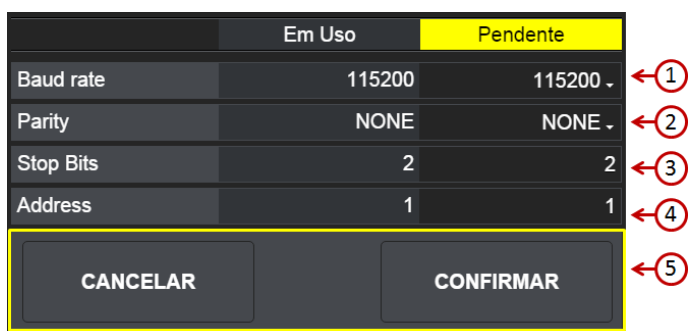 Em Uso Pendente
Baud rate 115200 115200 1
Parity NONE NONE 2
Stop Bits 2 2 3
Address 1 1 4
CANCELAR CONFIRMAR 5